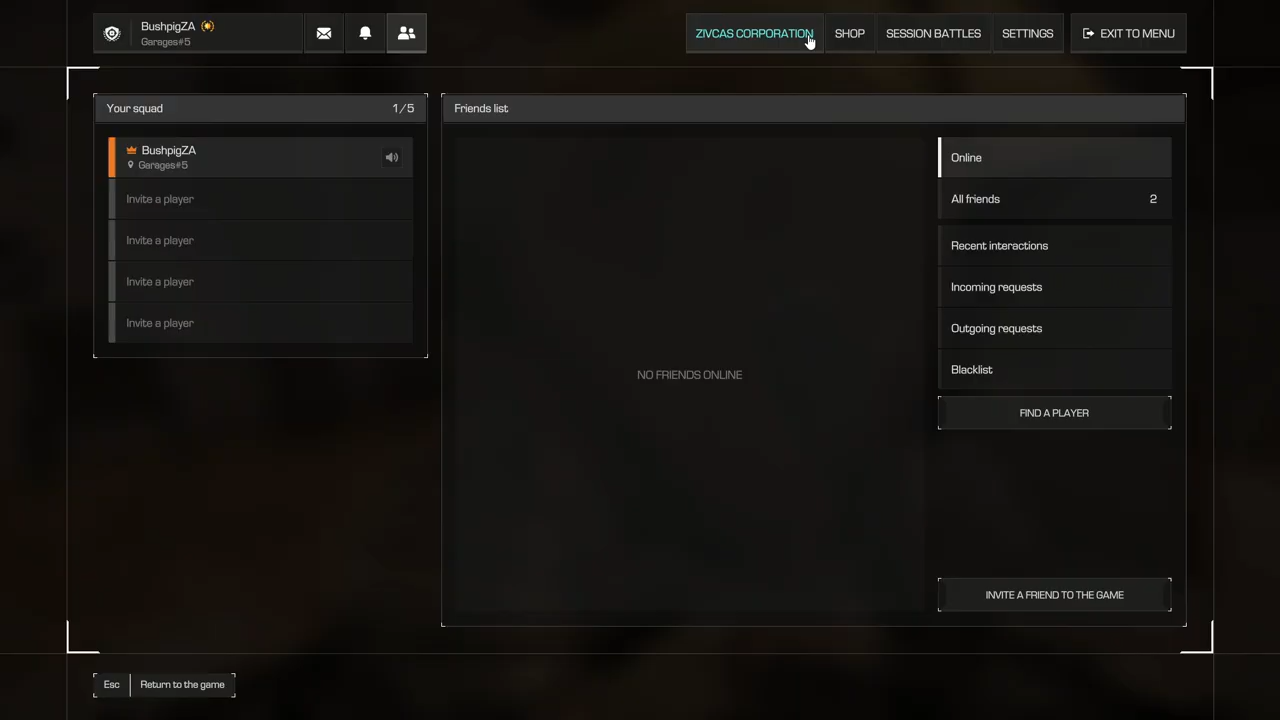 BushpigZA
Garages#5
ZIVCAS CORPORATION
SHOP
SESSION BATTLES
SETTINGS
EXIT TO MENU
Your squad 1/5
BushpigZA
Garages#5
Invite a player
Invite a player
Invite a player
Invite a player
Friends list
NO FRIENDS ONLINE
Online
All friends 2
Recent interactions
Incoming requests
Outgoing requests
Blacklist
FIND A PLAYER
INVITE A FRIEND TO THE GAME
Esc Return to the game